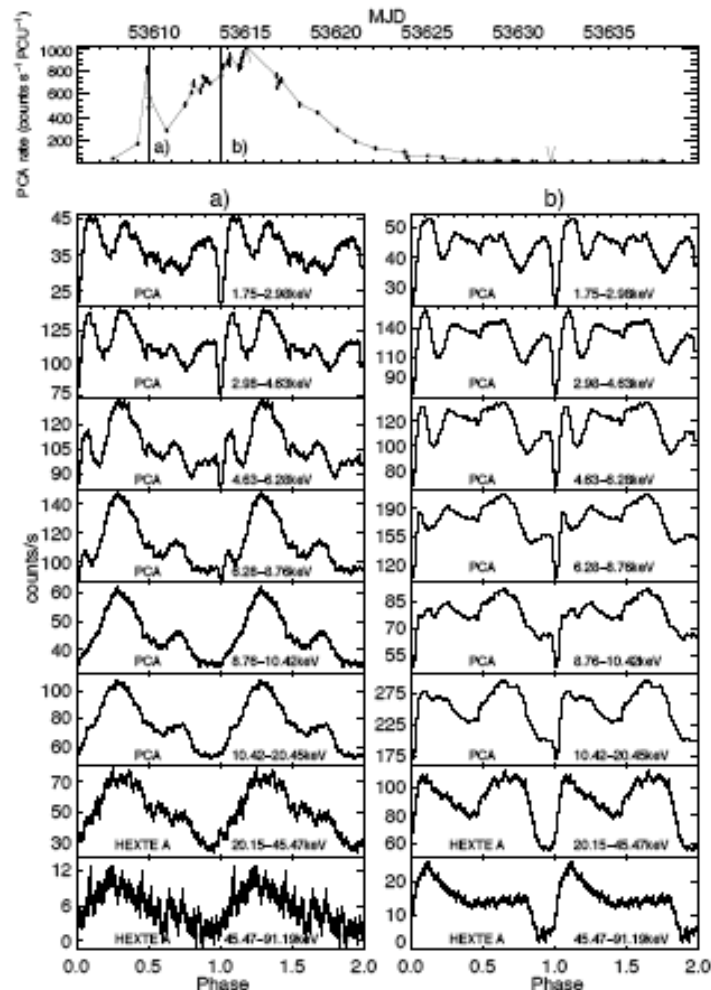 MJD
53610 53615 53620 53625 53630 53635
PCA rate (counts s⁻¹ PCU⁻¹)
1000
800
600
400
200
a) b)
a)
45
35
25
PCA 1.75−2.98keV
125
100
75
PCA 2.98−4.63keV
120
105
90
PCA 4.63−6.28keV
140
120
100
PCA 6.28−8.76keV
counts/s
60
50
40
PCA 8.76−10.42keV
100
80
60
PCA 10.42−20.45keV
70
50
30
HEXTE A 20.15−45.47keV
12
6
0
HEXTE A 45.47−91.19keV
0.0 0.5 1.0 1.5 2.0
Phase
b)
50
40
30
PCA 1.75−2.98keV
140
110
90
PCA 2.98−4.63keV
120
100
80
PCA 4.63−6.28keV
190
155
120
PCA 6.28−8.76keV
85
70
50
PCA 8.76−10.42keV
275
225
175
PCA 10.42−20.45keV
100
80
60
HEXTE A 20.15−45.47keV
20
10
0
HEXTE A 45.47−91.19keV
0.0 0.5 1.0 1.5 2.0
Phase